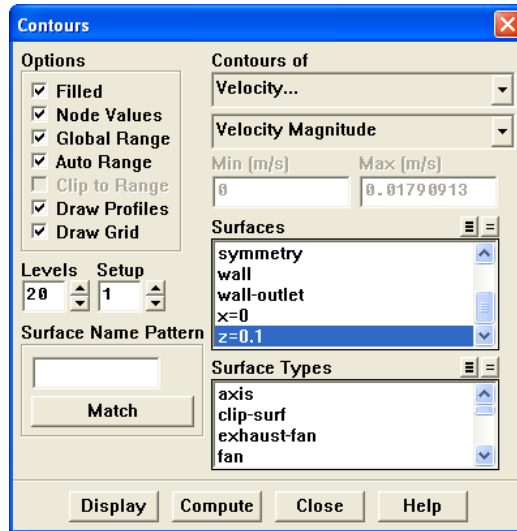 Contours
Options
Filled
Node Values
Global Range
Auto Range
Clip to Range
Draw Profiles
Draw Grid
Levels Setup
20 1
Surface Name Pattern
Match
Contours of
Velocity...
Velocity Magnitude
Min (m/s) Max (m/s)
0 0.01790913
Surfaces
symmetry
wall
wall-outlet
x=0
z=0.1
Surface Types
axis
clip-surf
exhaust-fan
fan
Display Compute Close Help